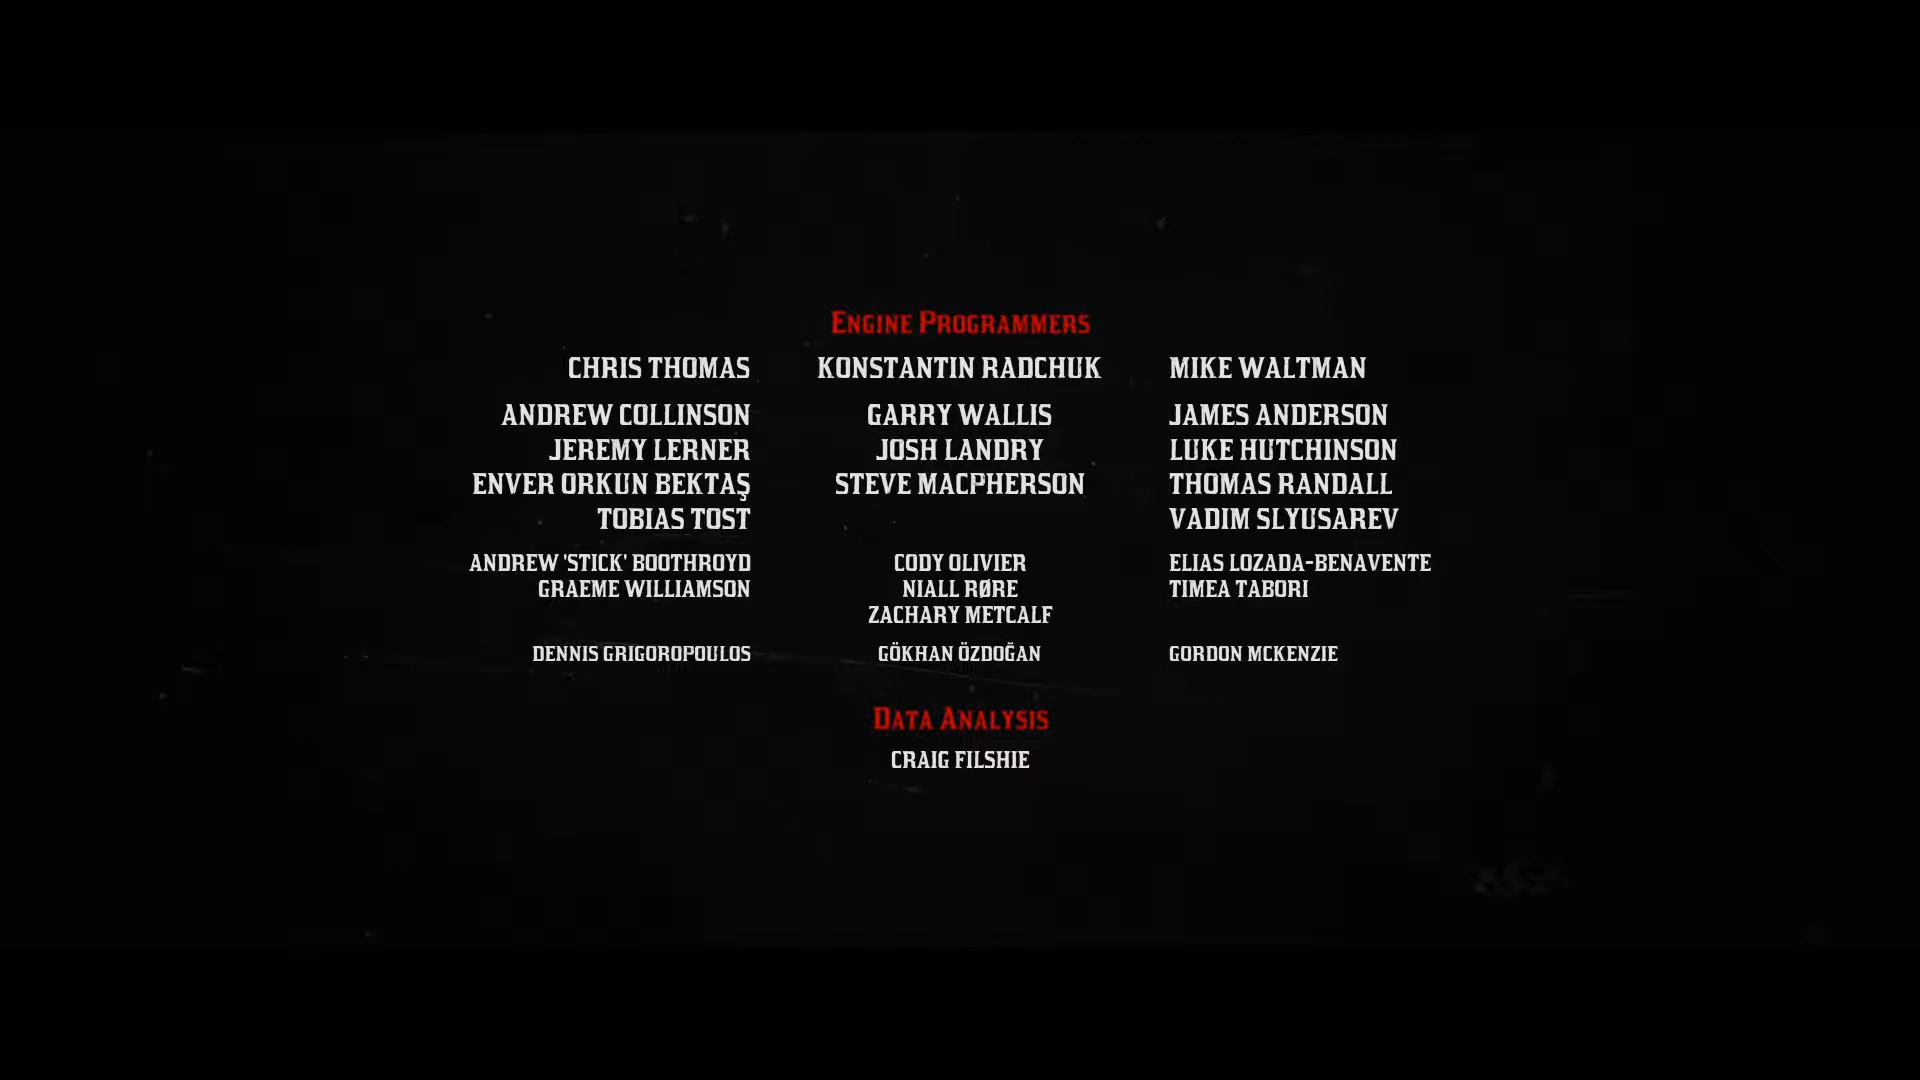 Engine Programmers
CHRIS THOMAS KONSTANTIN RADCHUK MIKE WALTMAN
ANDREW COLLINSON GARRY WALLIS JAMES ANDERSON
JEREMY LERNER JOSH LANDRY LUKE HUTCHINSON
ENVER ORKUN BEKTAŞ STEVE MACPHERSON THOMAS RANDALL
TOBIAS TOST VADIM SLYUSAREV
ANDREW 'STICK' BOOTHROYD CODY OLIVIER ELIAS LOZADA-BENAVENTE
GRAEME WILLIAMSON NIALL RØRE TIMEA TABORI
ZACHARY METCALF
DENNIS GRIGOROPOULOS GÖKHAN ÖZDOĞAN GORDON MCKENZIE
Data Analysis
CRAIG FILSHIE